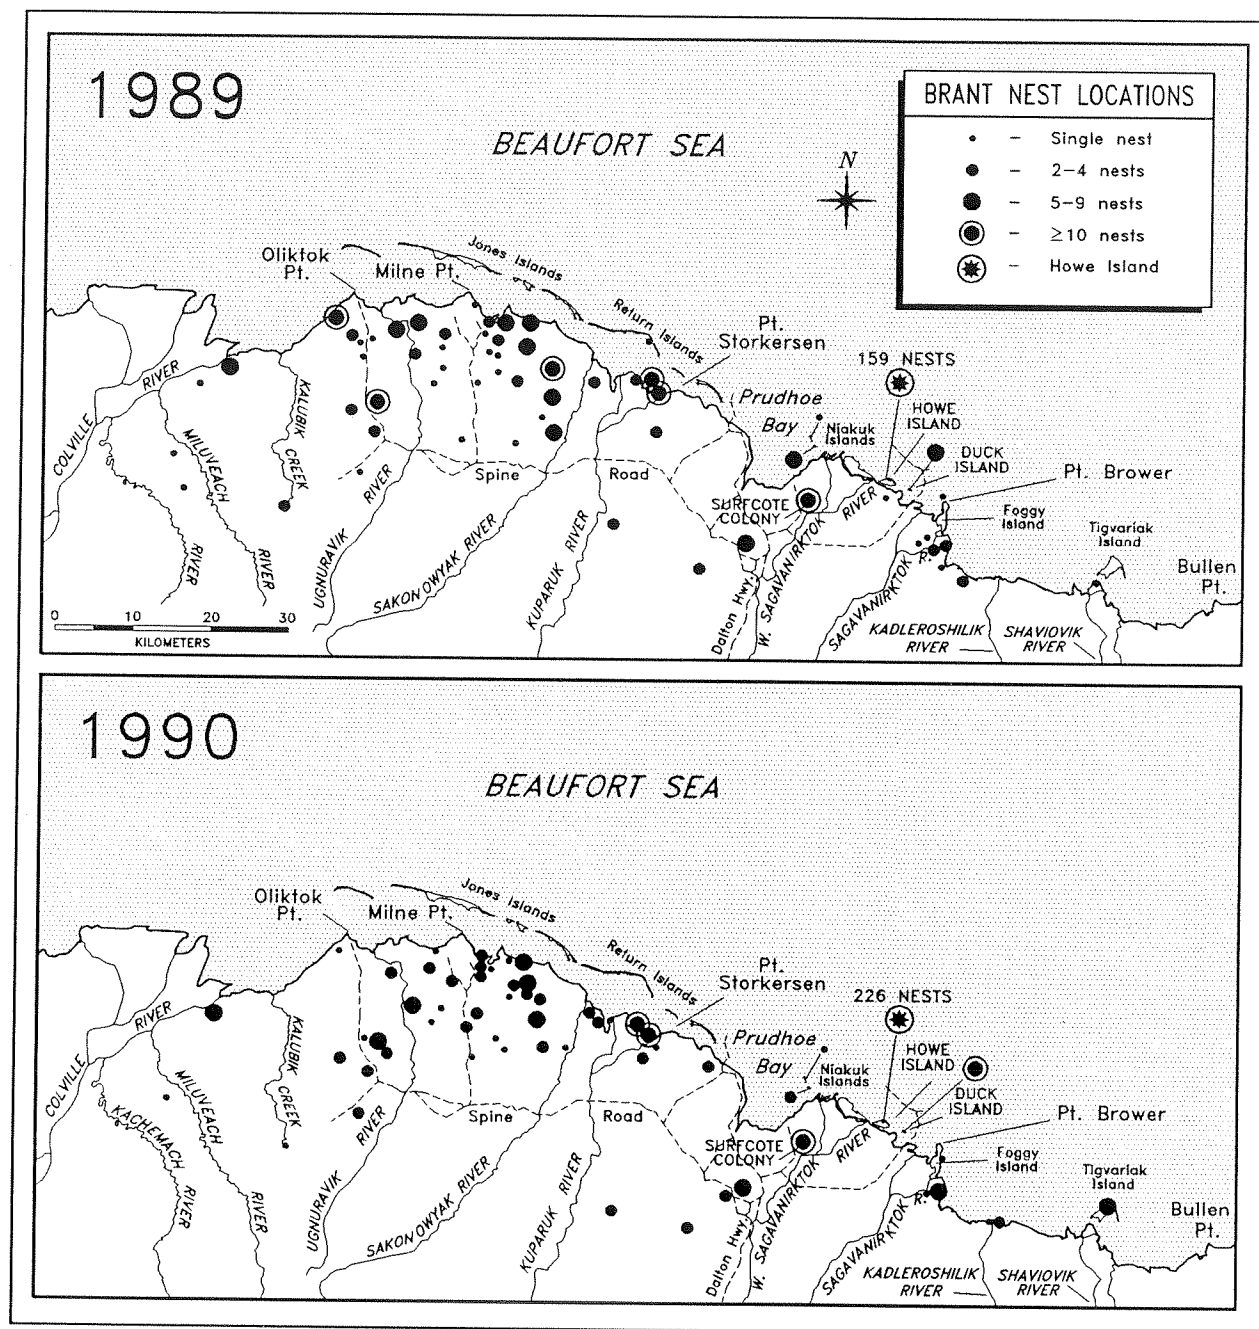 1989
BRANT NEST LOCATIONS
- Single nest
- 2-4 nests
- 5-9 nests
- ≥10 nests
- Howe Island
BEAUFORT SEA
N
Jones Islands
Oliktok
Pt.
Milne Pt.
Return Islands
Pt.
Storkersen
159 NESTS
Prudhoe
Bay
Niakuk
Islands
HOWE
ISLAND
DUCK
ISLAND
Pt. Brower
Foggy
Island
Tigvariak
Island
Bullen
Pt.
COLVILLE
RIVER
MILUVEACH
RIVER
RIVER
KALUBIK
CREEK
UGNURAVIK
RIVER
SAKONOWYAK RIVER
Spine
Road
KUPARUK RIVER
SURFCOTE
COLONY
Dalton Hwy.
W. SAGAVANIRKTOK
RIVER
SAGAVANIRKTOK
R.
KADLEROSHILIK
RIVER
SHAVIOVIK
RIVER
0 10 20 30
KILOMETERS
1990
BEAUFORT SEA
Jones Islands
Oliktok
Pt.
Milne Pt.
Return Islands
Pt.
Storkersen
226 NESTS
Prudhoe
Bay
Niakuk
Islands
HOWE
ISLAND
DUCK
ISLAND
Pt. Brower
Foggy
Island
Tigvariak
Island
Bullen
Pt.
COLVILLE
RIVER
KACHEMACH
RIVER
MILUVEACH
RIVER
KALUBIK
CREEK
UGNURAVIK
RIVER
SAKONOWYAK RIVER
Spine
Road
KUPARUK RIVER
SURFCOTE
COLONY
Dalton Hwy.
W. SAGAVANIRKTOK
RIVER
SAGAVANIRKTOK
R.
KADLEROSHILIK
RIVER
SHAVIOVIK
RIVER